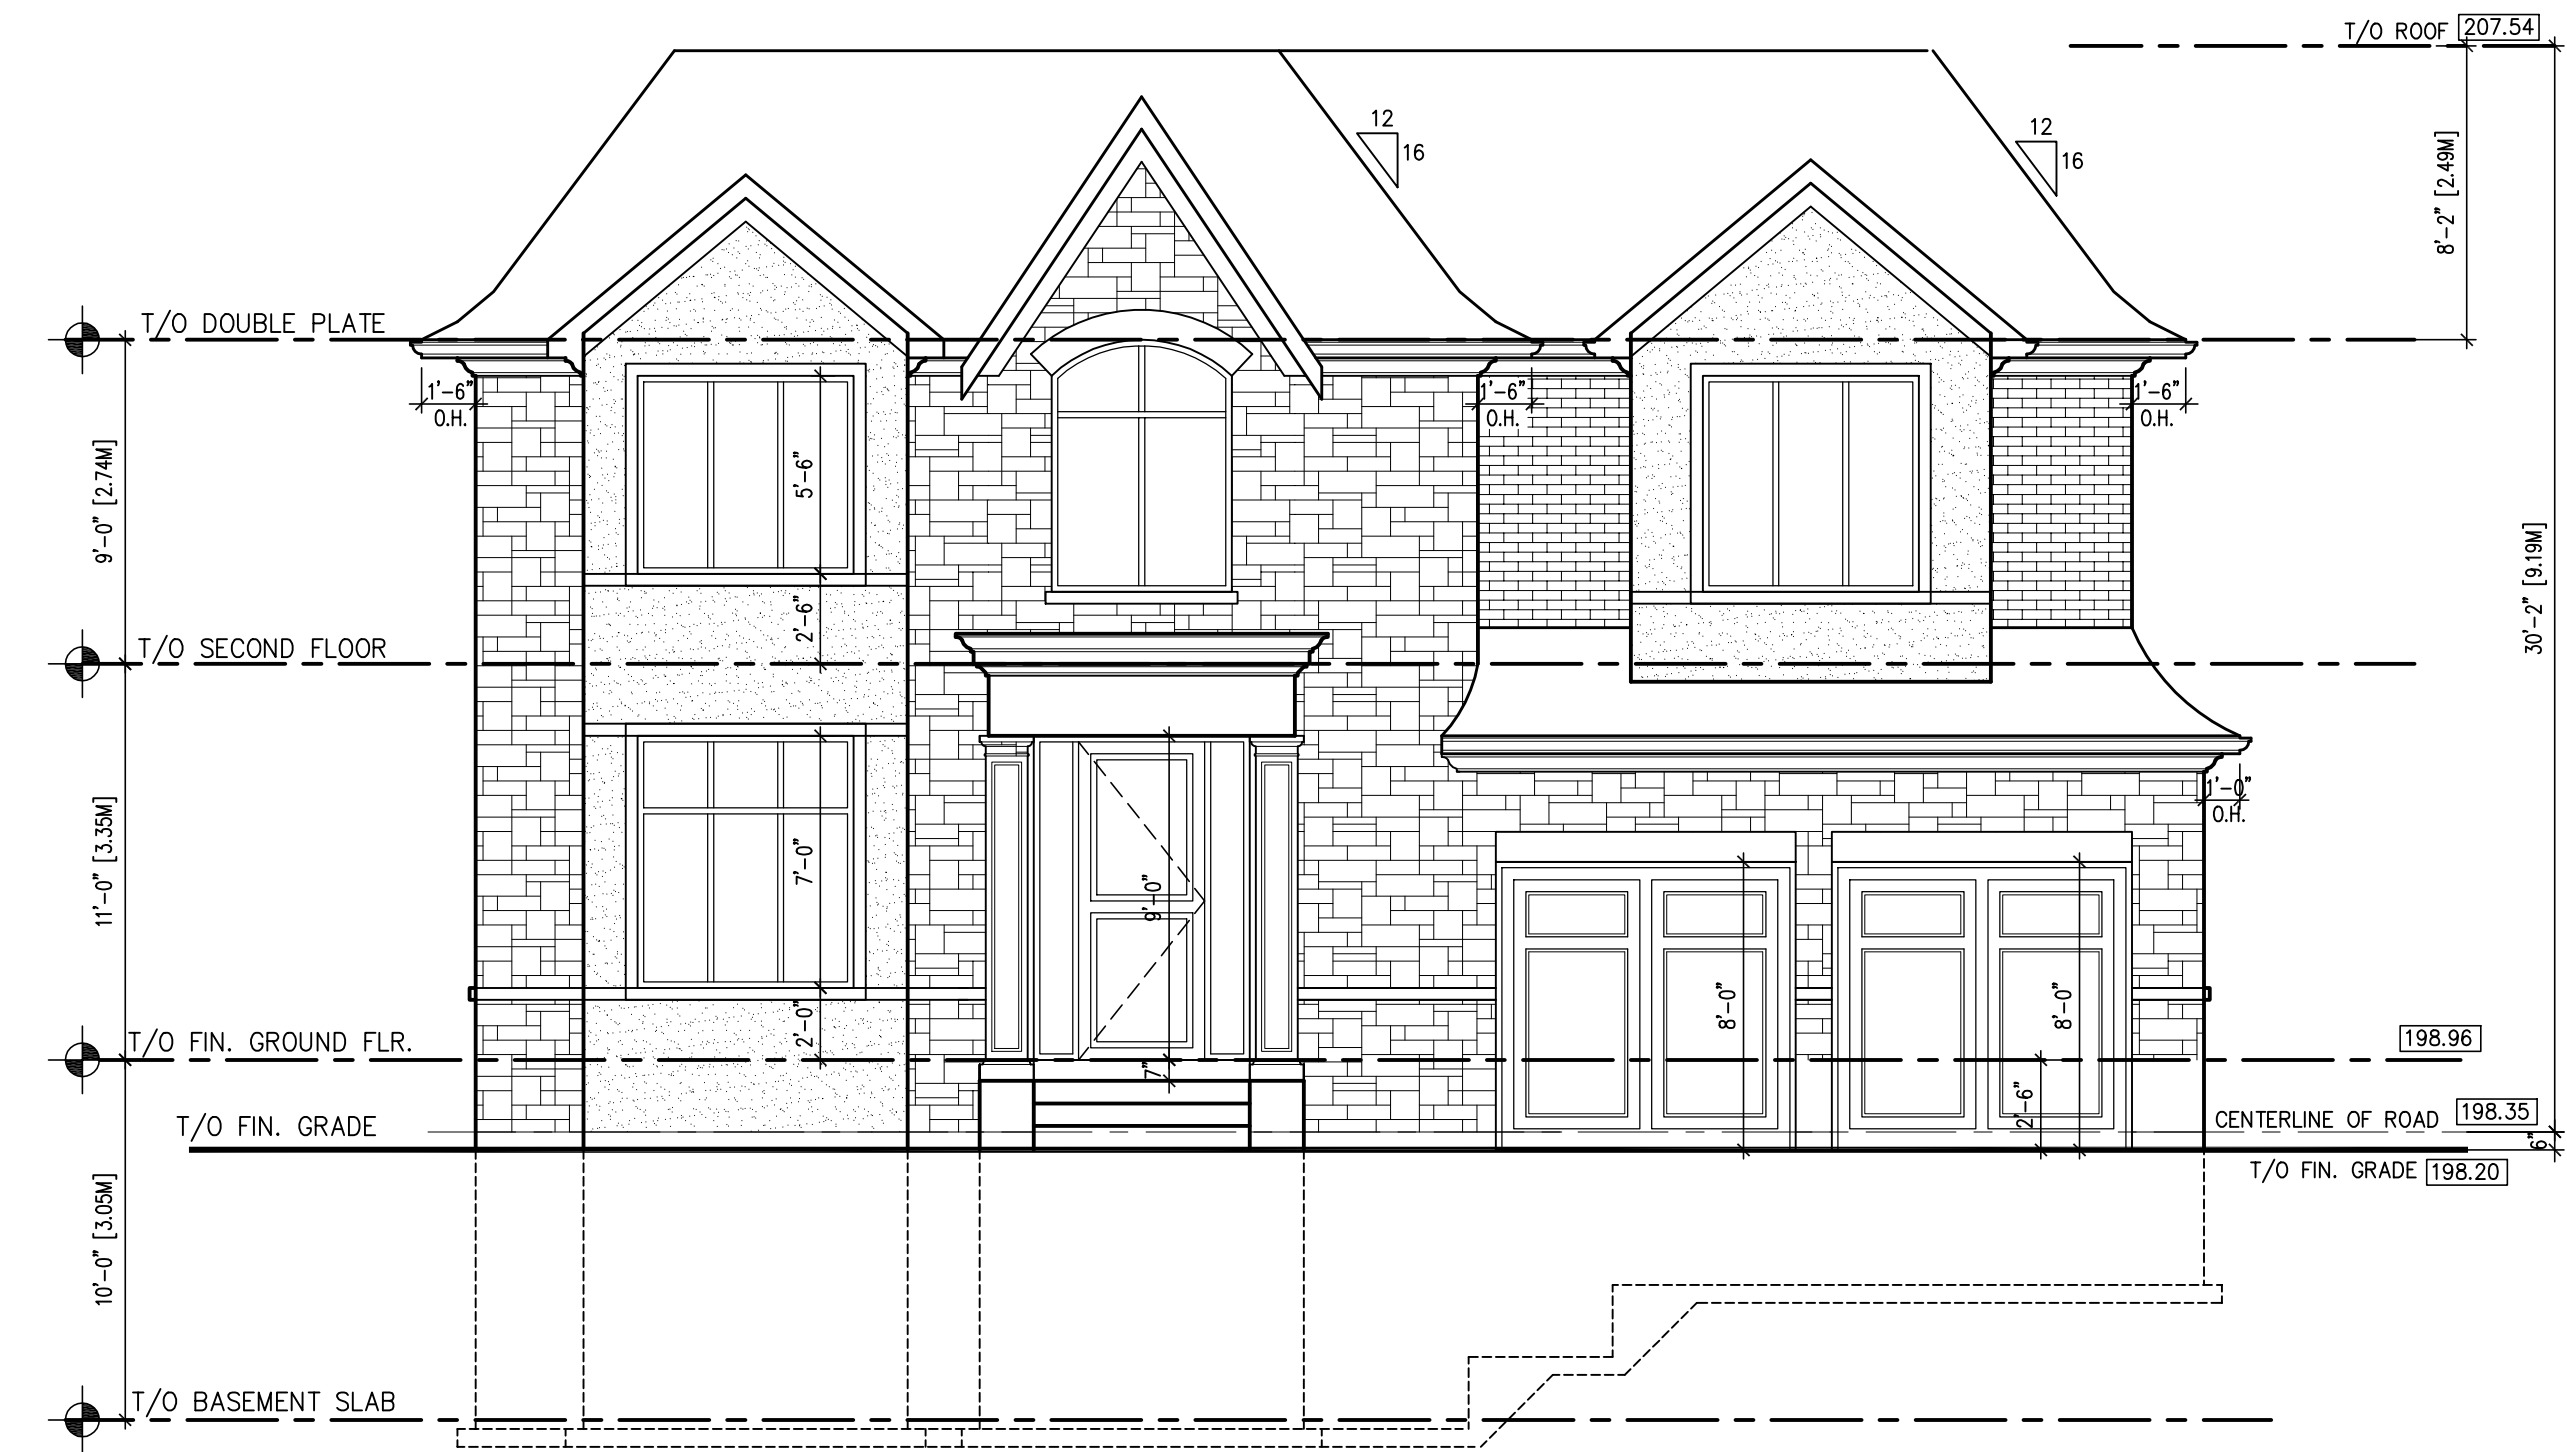 T/O ROOF 207.54
12
16
12
16
8'-2" [2.49M]
T/O DOUBLE PLATE
1'-6"
O.H.
1'-6"
O.H.
1'-6"
O.H.
9'-0" [2.74M]
5'-6"
30'-2" [9.19M]
2'-6"
T/O SECOND FLOOR
1'-0"
O.H.
11'-0" [3.35M]
7'-0"
9'-0"
8'-0"
8'-0"
2'-0"
T/O FIN. GROUND FLR.
198.96
7"
2'-6"
T/O FIN. GRADE
CENTERLINE OF ROAD 198.35
6"
T/O FIN. GRADE 198.20
10'-0" [3.05M]
T/O BASEMENT SLAB